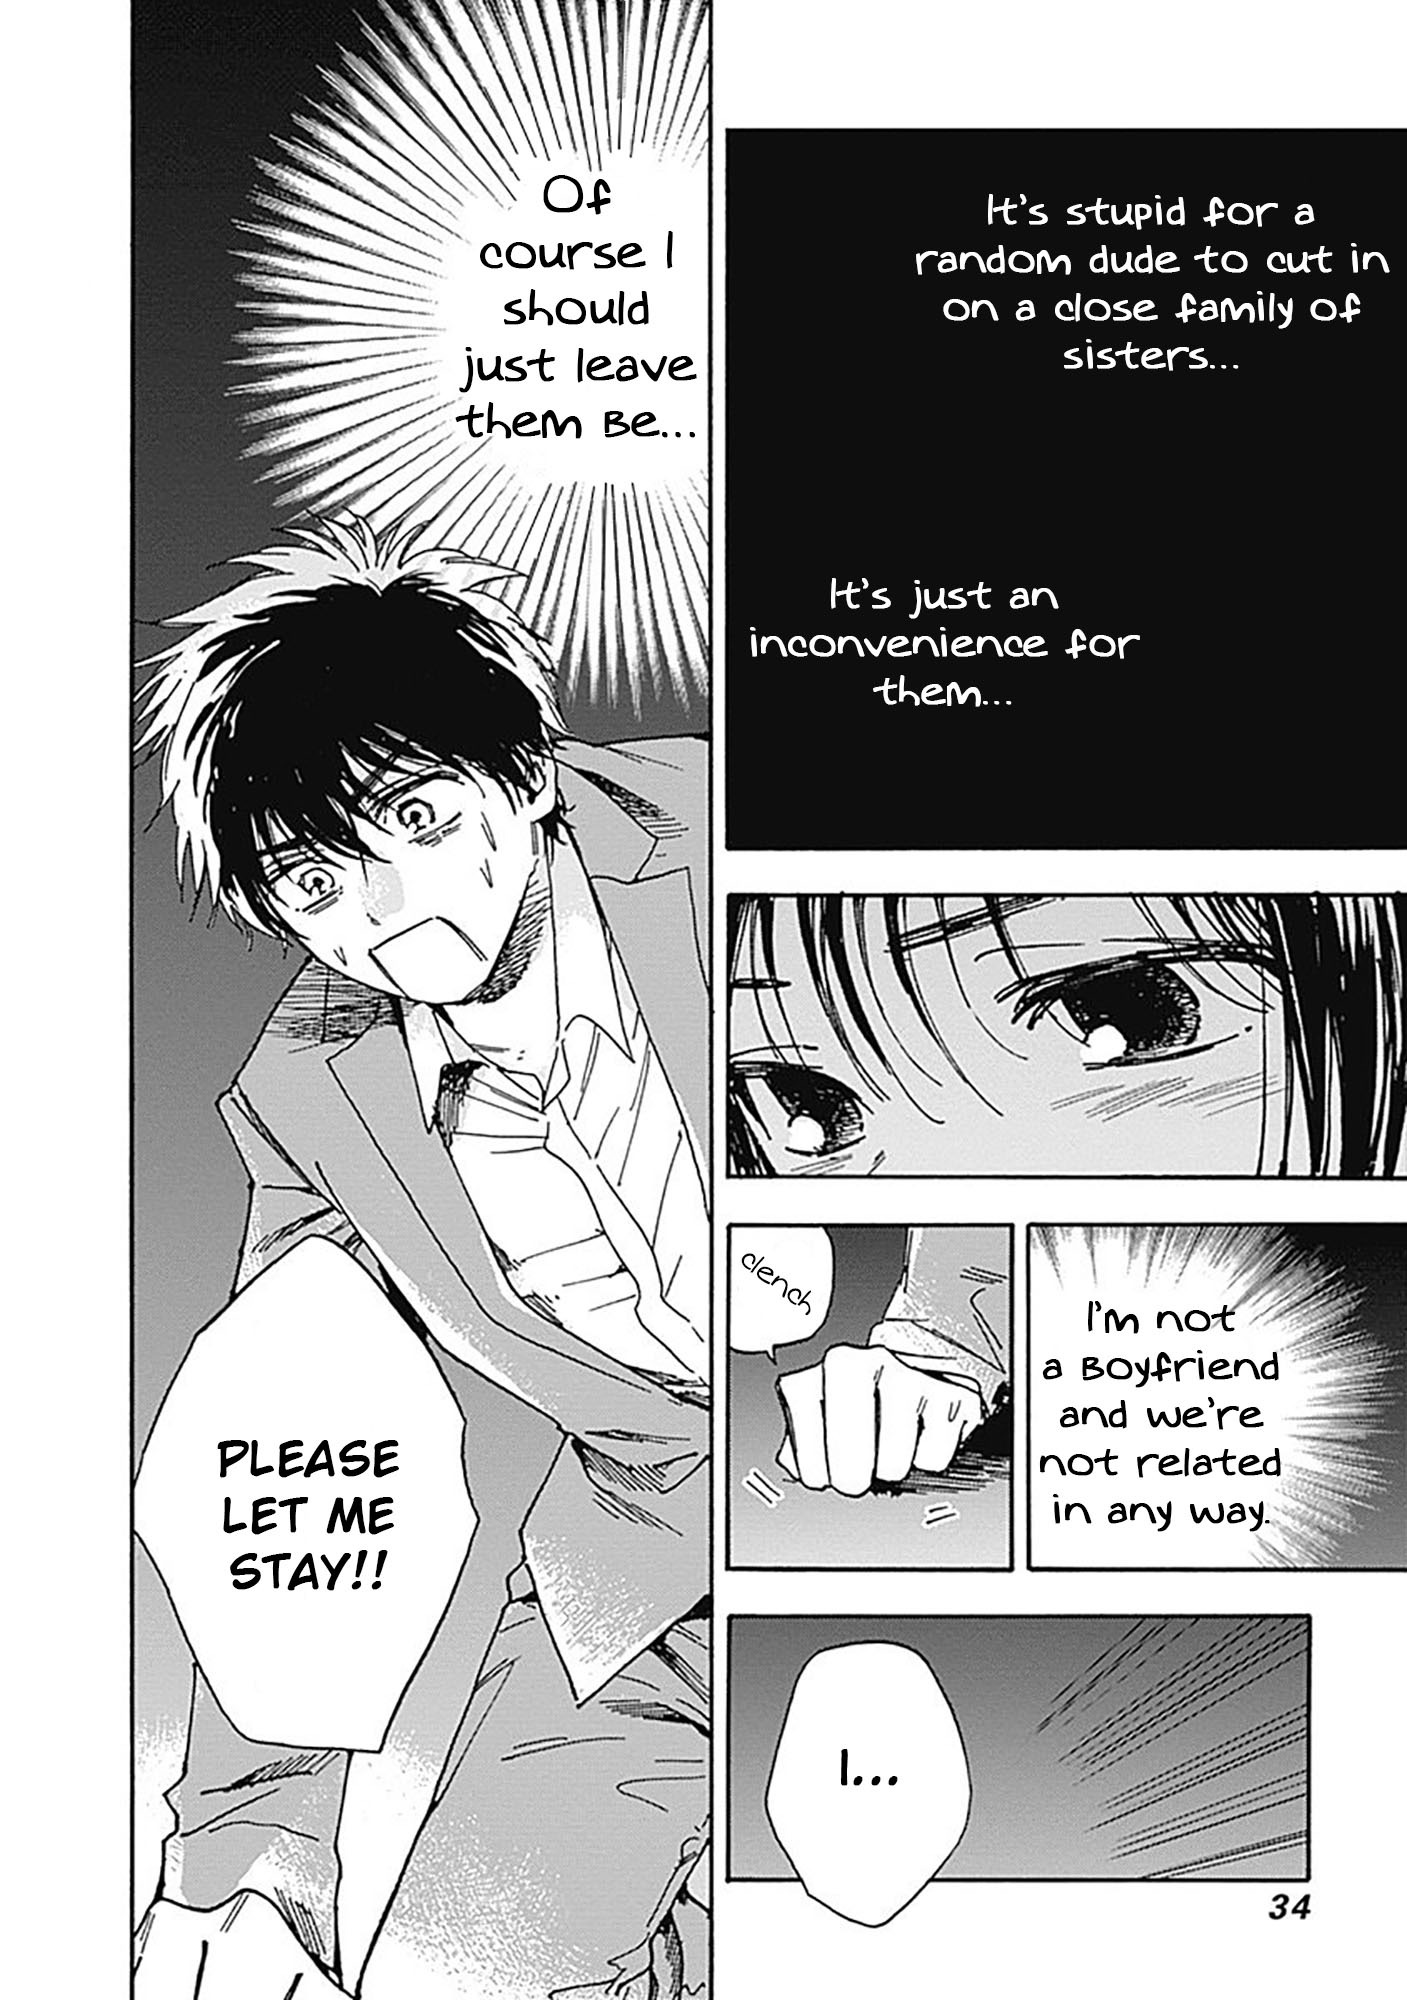 It's stupid for a
random dude to cut in
on a close family of
sisters...
It's just an
inconvenience for
them...
I'm not
a Boyfriend
and we're
not related
in any way.
clench
I...
Of
course I
should
just leave
them Be...
PLEASE
LET ME
STAY!!
34